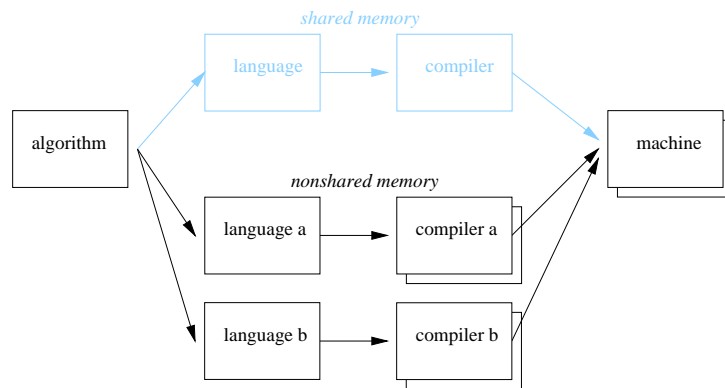 shared memory
language
compiler
algorithm
machine
nonshared memory
language a
compiler a
language b
compiler b